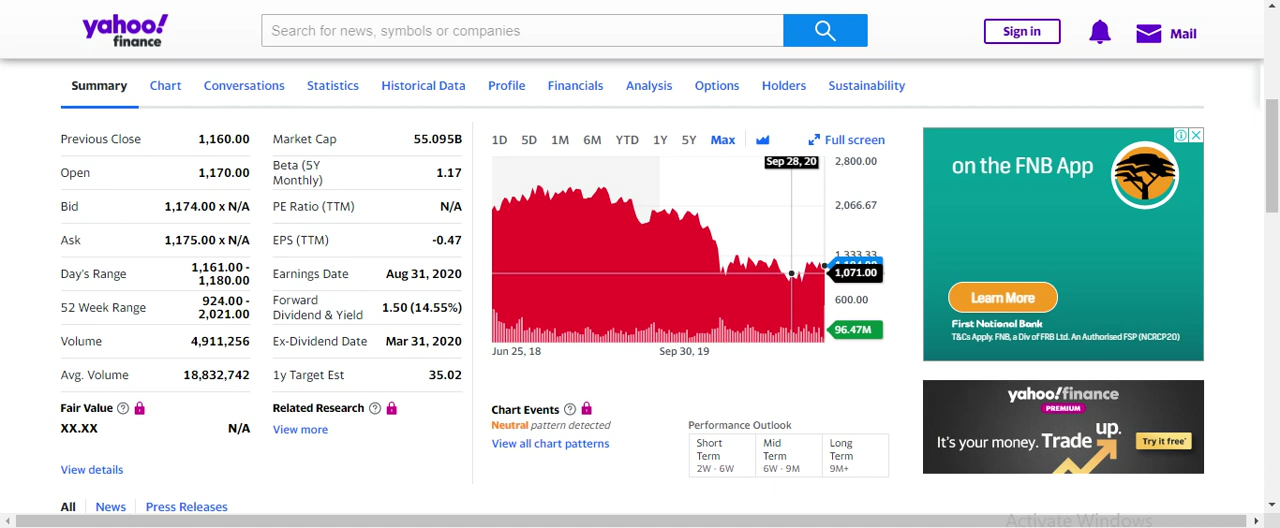 yahoo!
finance
Search for news, symbols or companies
Sign in
Mail
Summary Chart Conversations Statistics Historical Data Profile Financials Analysis Options Holders Sustainability
Previous Close 1,160.00
Open 1,170.00
Bid 1,174.00 x N/A
Ask 1,175.00 x N/A
Day's Range 1,161.00 -
1,180.00
52 Week Range 924.00 -
2,021.00
Volume 4,911,256
Avg. Volume 18,832,742
Market Cap 55.095B
Beta (5Y
Monthly) 1.17
PE Ratio (TTM) N/A
EPS (TTM) -0.47
Earnings Date Aug 31, 2020
Forward
Dividend & Yield 1.50 (14.55%)
Ex-Dividend Date Mar 31, 2020
1y Target Est 35.02
Fair Value
XX.XX N/A
View details
Related Research
View more
1D 5D 1M 6M YTD 1Y 5Y Max Full screen
Sep 28, 20
2,800.00
2,066.67
1,333.33
1,071.00
600.00
96.47M
Jun 25, 18 Sep 30, 19
Chart Events
Neutral pattern detected
View all chart patterns
Performance Outlook
Short
Term
2W - 6W
Mid
Term
6W - 9M
Long
Term
9M+
on the FNB App
Learn More
First National Bank
T&Cs Apply. FNB, a Div of FRB Ltd. An Authorised FSP (NCRCP20)
yahoo!finance
PREMIUM
It's your money. Trade up.
Try it free*
All News Press Releases
Activate Windows